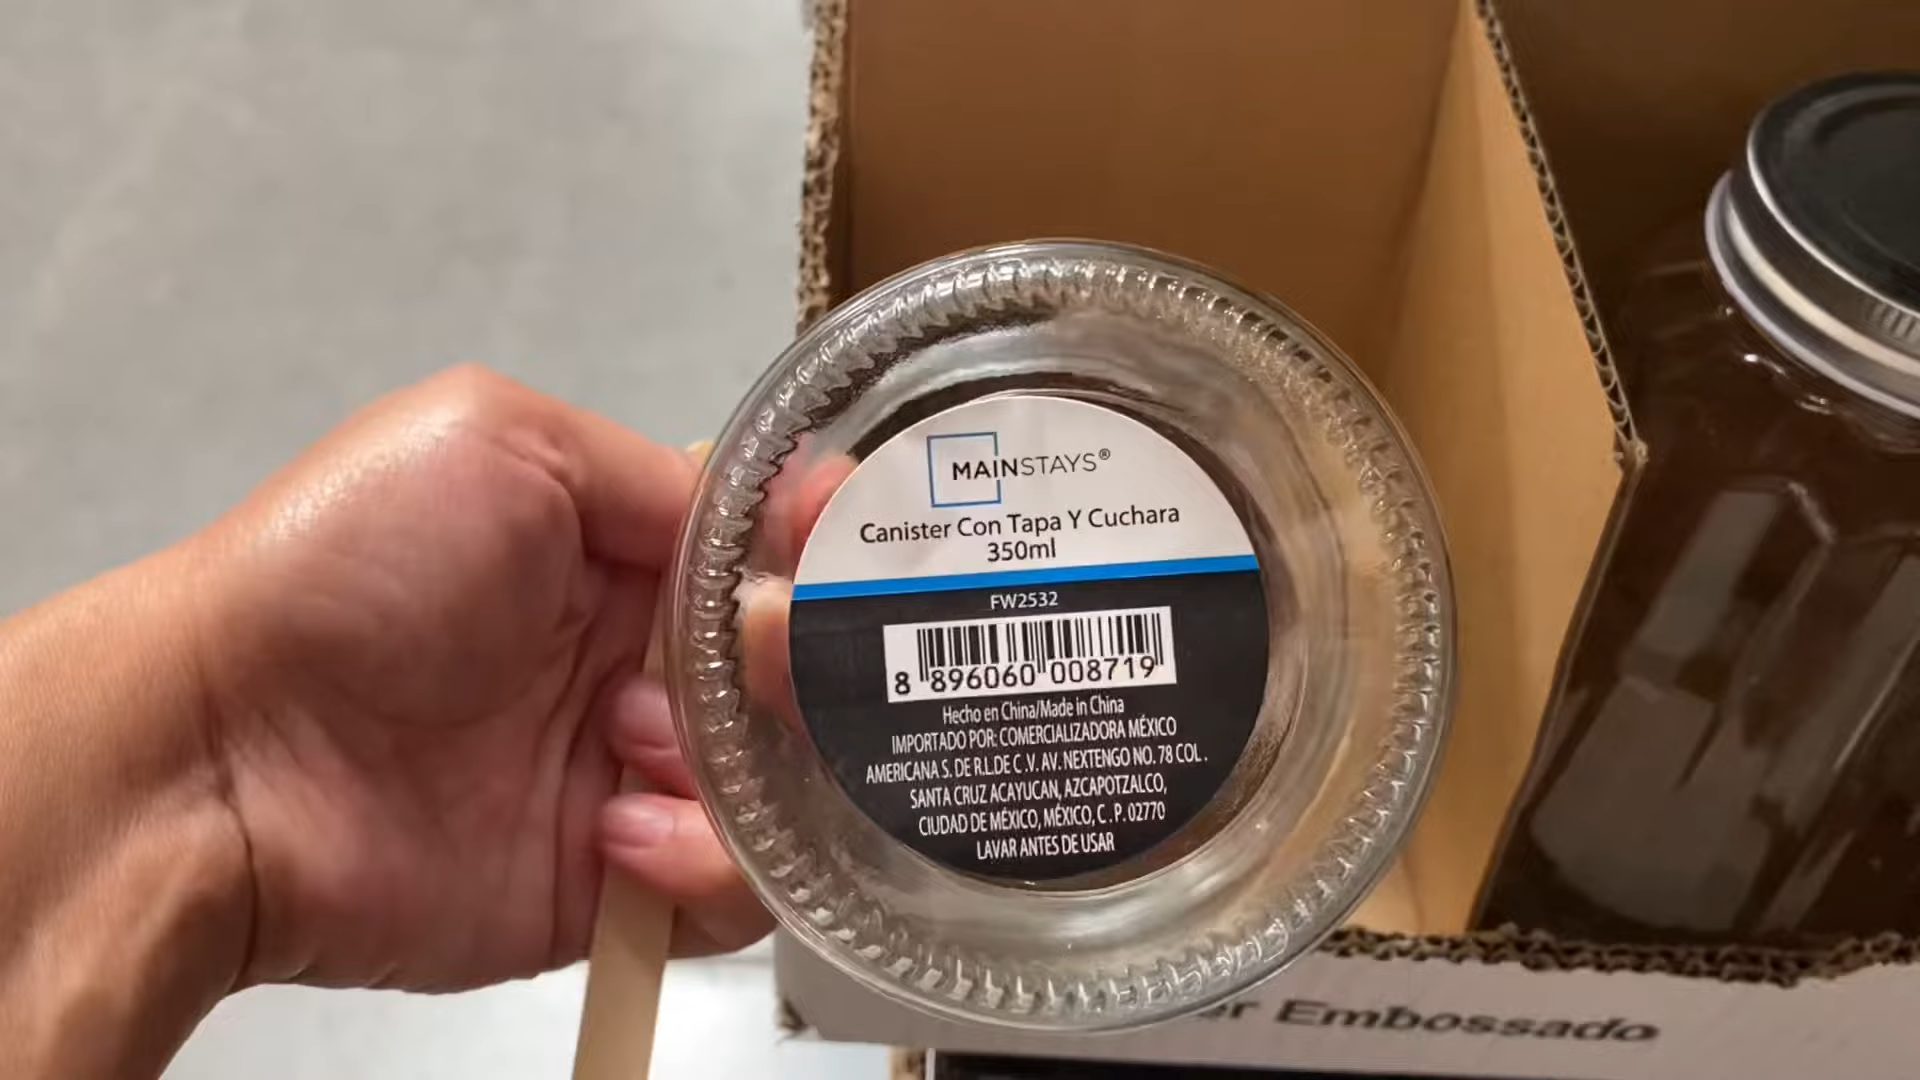 MAINSTAYS®
Canister Con Tapa Y Cuchara
350ml
FW2532
8 896060 008719
Hecho en China/Made in China
IMPORTADO POR: COMERCIALIZADORA MÉXICO
AMERICANA S. DE R.L.DE C .V. AV. NEXTENGO NO. 78 COL .
SANTA CRUZ ACAYUCAN, AZCAPOTZALCO,
CIUDAD DE MÉXICO, MÉXICO, C . P. 02770
LAVAR ANTES DE USAR
er Embossado